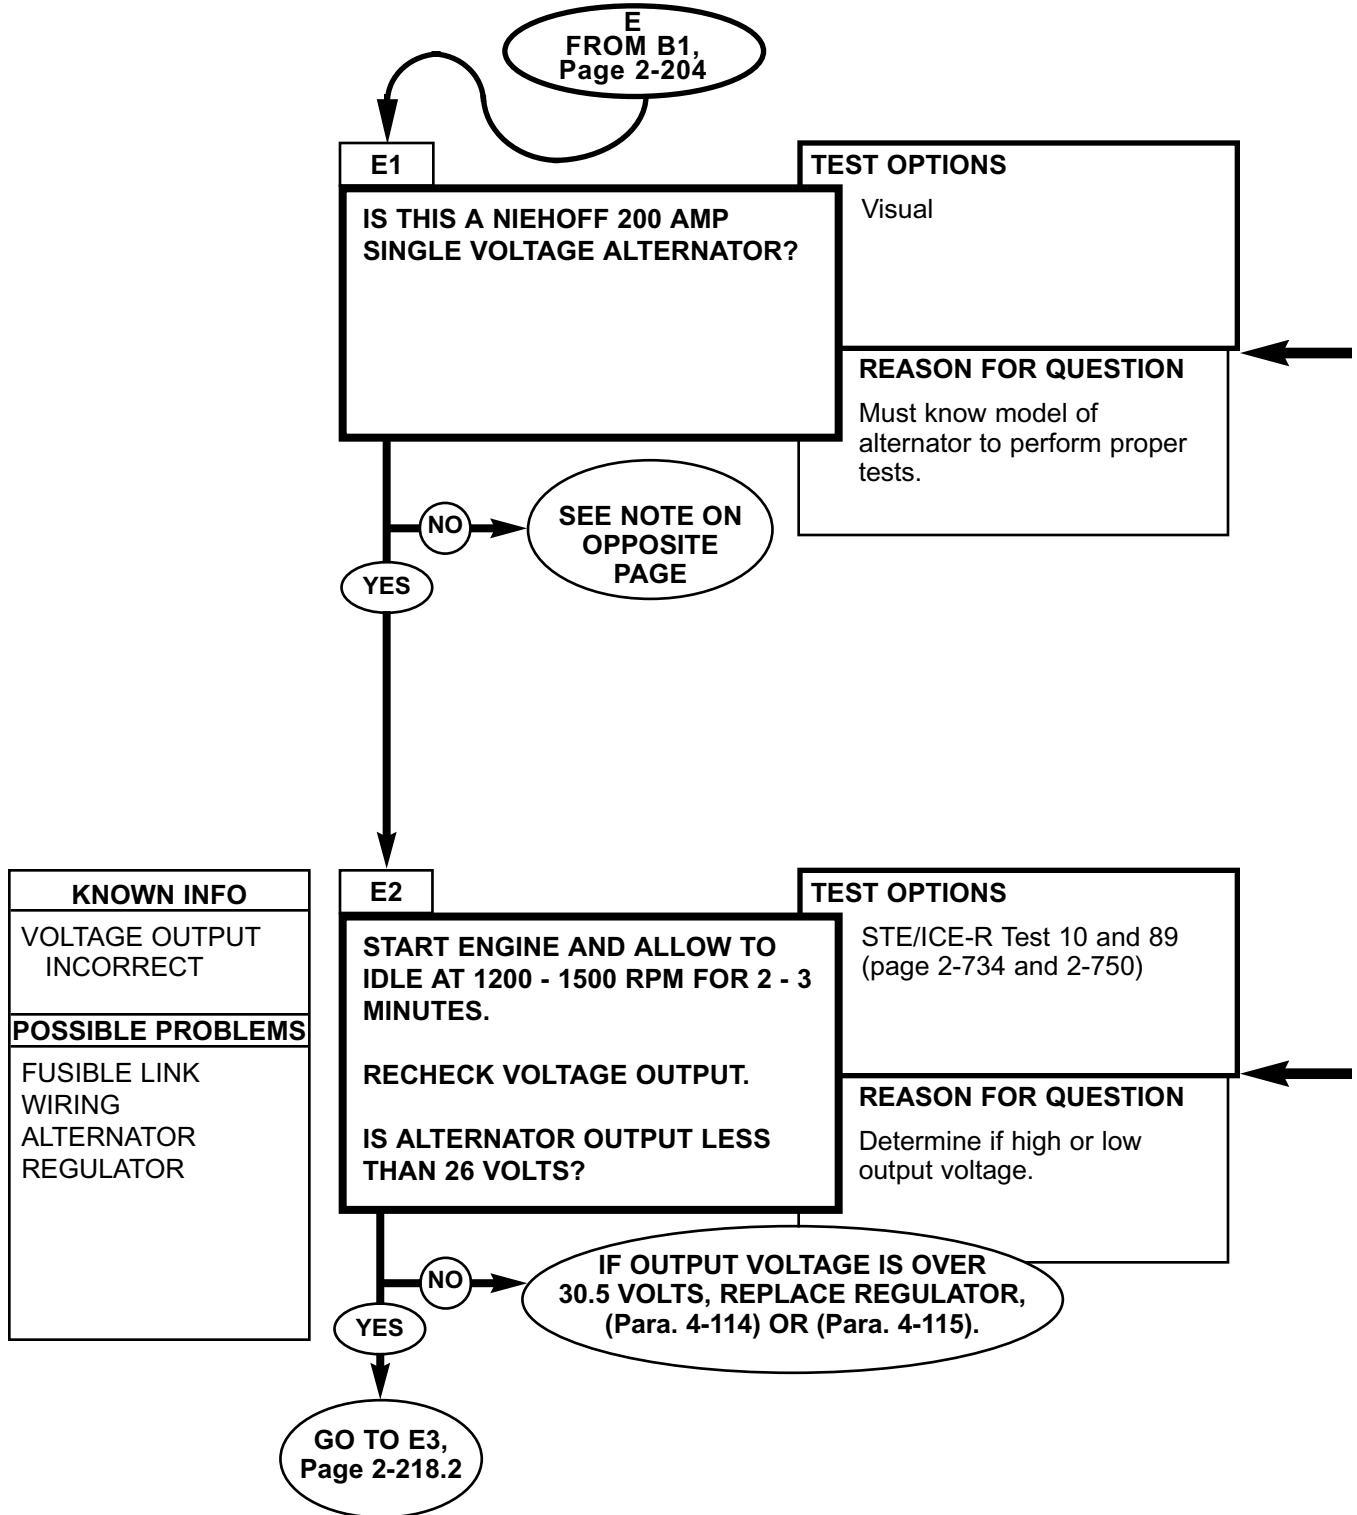 E
FROM B1,
Page 2-204
E1
IS THIS A NIEHOFF 200 AMP
SINGLE VOLTAGE ALTERNATOR?
TEST OPTIONS
Visual
REASON FOR QUESTION
Must know model of
alternator to perform proper
tests.
NO
SEE NOTE ON
OPPOSITE
PAGE
YES
KNOWN INFO
VOLTAGE OUTPUT
INCORRECT
POSSIBLE PROBLEMS
FUSIBLE LINK
WIRING
ALTERNATOR
REGULATOR
E2
START ENGINE AND ALLOW TO
IDLE AT 1200 - 1500 RPM FOR 2 - 3
MINUTES.
RECHECK VOLTAGE OUTPUT.
IS ALTERNATOR OUTPUT LESS
THAN 26 VOLTS?
TEST OPTIONS
STE/ICE-R Test 10 and 89
(page 2-734 and 2-750)
REASON FOR QUESTION
Determine if high or low
output voltage.
NO
IF OUTPUT VOLTAGE IS OVER
30.5 VOLTS, REPLACE REGULATOR,
(Para. 4-114) OR (Para. 4-115).
YES
GO TO E3,
Page 2-218.2